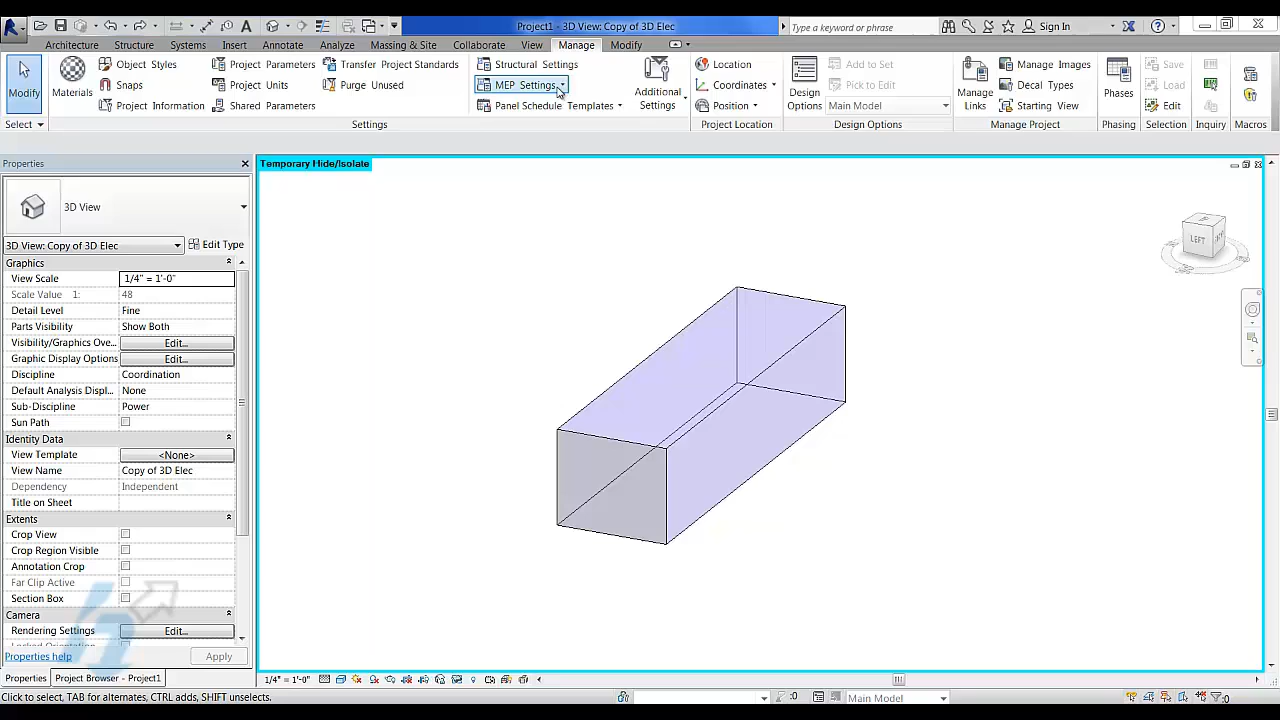 Project1 - 3D View: Copy of 3D Elec
Type a keyword or phrase
Sign In
Architecture Structure Systems Insert Annotate Analyze Massing & Site Collaborate View Manage Modify
Modify
Select
Materials
Object Styles
Snaps
Project Information
Project Parameters
Project Units
Shared Parameters
Transfer Project Standards
Purge Unused
Settings
Structural Settings
MEP Settings
Panel Schedule Templates
Additional Settings
Location
Coordinates
Position
Project Location
Design Options
Add to Set
Pick to Edit
Main Model
Design Options
Manage Links
Manage Images
Decal Types
Starting View
Manage Project
Phases
Phasing
Save
Load
Edit
Selection
Inquiry
Macros
Properties
3D View
3D View: Copy of 3D Elec Edit Type
Graphics
View Scale 1/4" = 1'-0"
Scale Value 1: 48
Detail Level Fine
Parts Visibility Show Both
Visibility/Graphics Ove... Edit...
Graphic Display Options Edit...
Discipline Coordination
Default Analysis Displ... None
Sub-Discipline Power
Sun Path
Identity Data
View Template <None>
View Name Copy of 3D Elec
Dependency Independent
Title on Sheet
Extents
Crop View
Crop Region Visible
Annotation Crop
Far Clip Active
Section Box
Camera
Rendering Settings Edit...
Properties help Apply
Properties Project Browser - Project1
Temporary Hide/Isolate
LEFT
1/4" = 1'-0"
Click to select, TAB for alternates, CTRL adds, SHIFT unselects.
:0
Main Model
:0